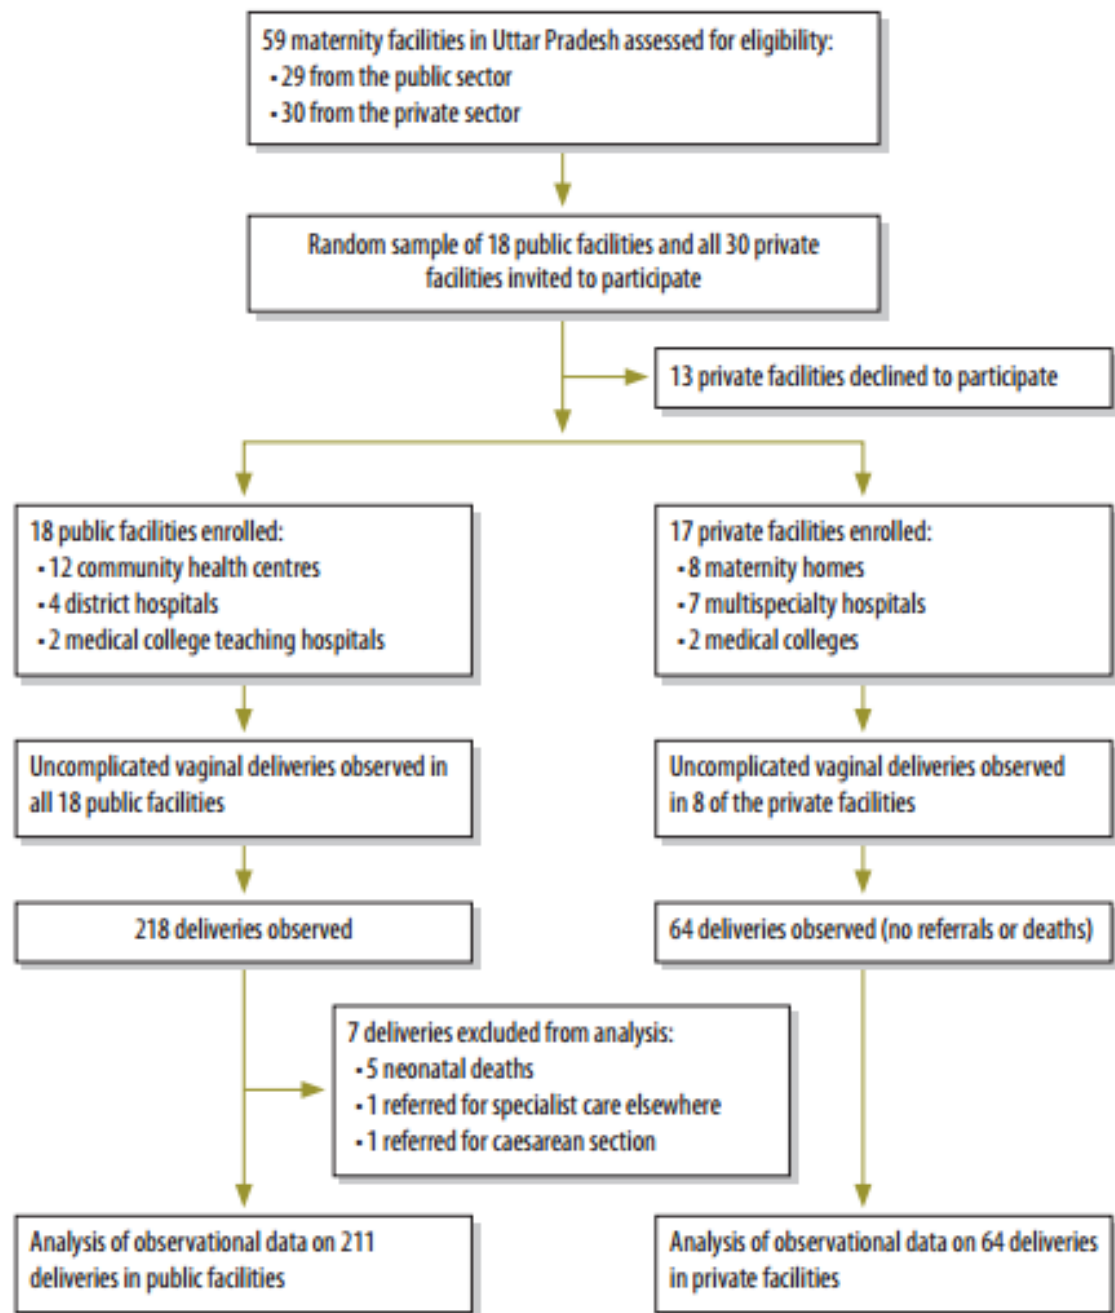 59 maternity facilities in Uttar Pradesh assessed for eligibility:
• 29 from the public sector
• 30 from the private sector
Random sample of 18 public facilities and all 30 private
facilities invited to participate
13 private facilities declined to participate
18 public facilities enrolled:
• 12 community health centres
• 4 district hospitals
• 2 medical college teaching hospitals
17 private facilities enrolled:
• 8 maternity homes
• 7 multispecialty hospitals
• 2 medical colleges
Uncomplicated vaginal deliveries observed in
all 18 public facilities
Uncomplicated vaginal deliveries observed
in 8 of the private facilities
218 deliveries observed
64 deliveries observed (no referrals or deaths)
7 deliveries excluded from analysis:
• 5 neonatal deaths
• 1 referred for specialist care elsewhere
• 1 referred for caesarean section
Analysis of observational data on 211
deliveries in public facilities
Analysis of observational data on 64 deliveries
in private facilities